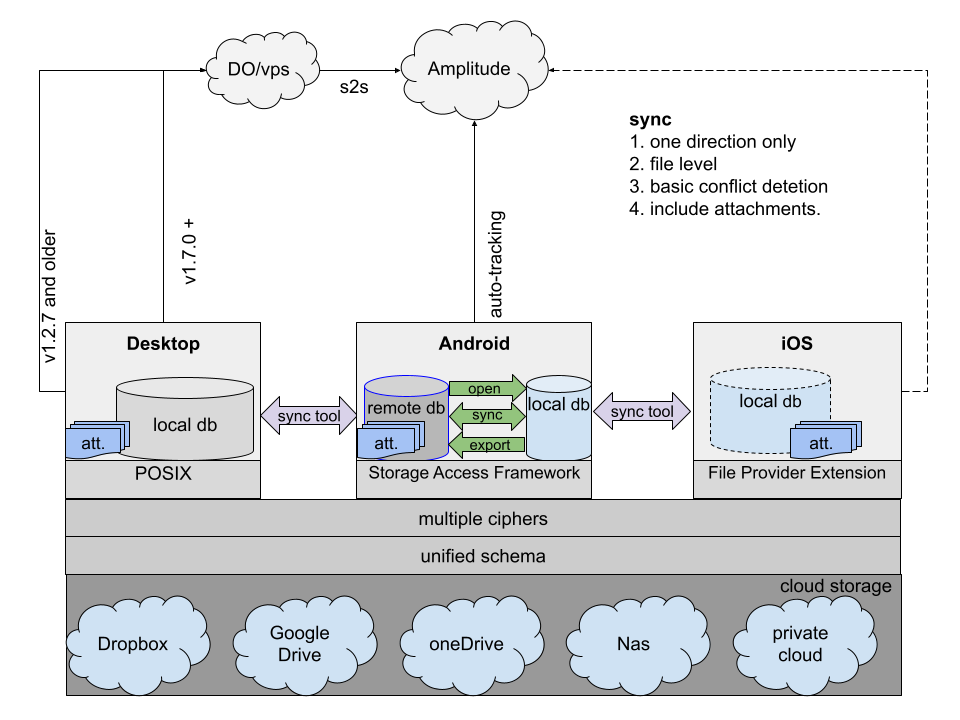 DO/vps
s2s
Amplitude
sync
1. one direction only
2. file level
3. basic conflict detetion
4. include attachments.
v1.2.7 and older
v1.7.0 +
auto-tracking
Desktop
local db
att.
POSIX
sync tool
Android
remote db
att.
open
sync
export
local db
Storage Access Framework
sync tool
iOS
local db
att.
File Provider Extension
multiple ciphers
unified schema
cloud storage
Dropbox
Google
Drive
oneDrive
Nas
private
cloud